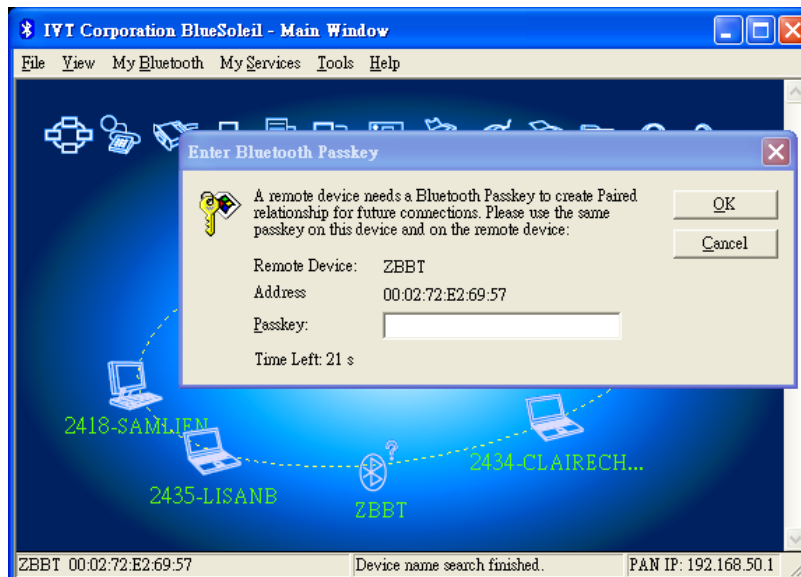 IVT Corporation BlueSoleil - Main Window
File View My Bluetooth My Services Tools Help
Enter Bluetooth Passkey
A remote device needs a Bluetooth Passkey to create Paired
relationship for future connections. Please use the same
passkey on this device and on the remote device:
OK
Cancel
Remote Device: ZBBT
Address 00:02:72:E2:69:57
Passkey:
Time Left: 21 s
2418-SAMLIEN
2434-CLAIRECH...
2435-LISANB
ZBBT
ZBBT 00:02:72:E2:69:57 Device name search finished. PAN IP: 192.168.50.1